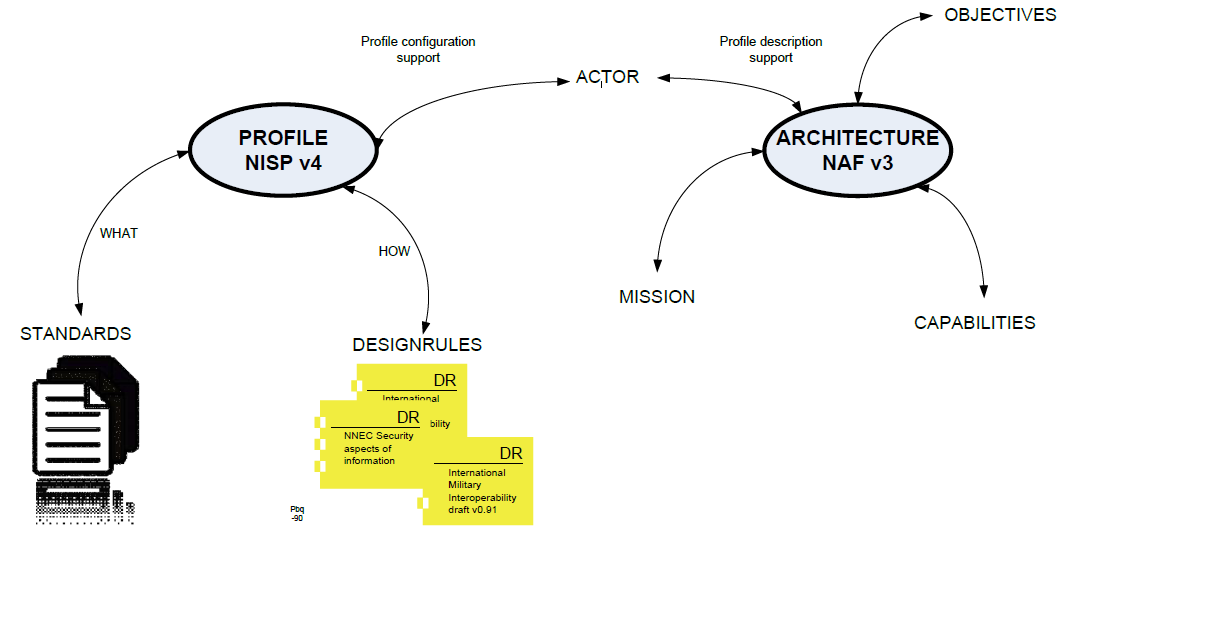 OBJECTIVES
Profile configuration
support
Profile description
support
ACTOR
PROFILE
NISP v4
ARCHITECTURE
NAF v3
WHAT
HOW
MISSION
CAPABILITIES
STANDARDS
DESIGNRULES
DR
International
bility
DR
NNEC Security
aspects of
information
DR
International
Military
Interoperability
draft v0.91
Pbq
-90